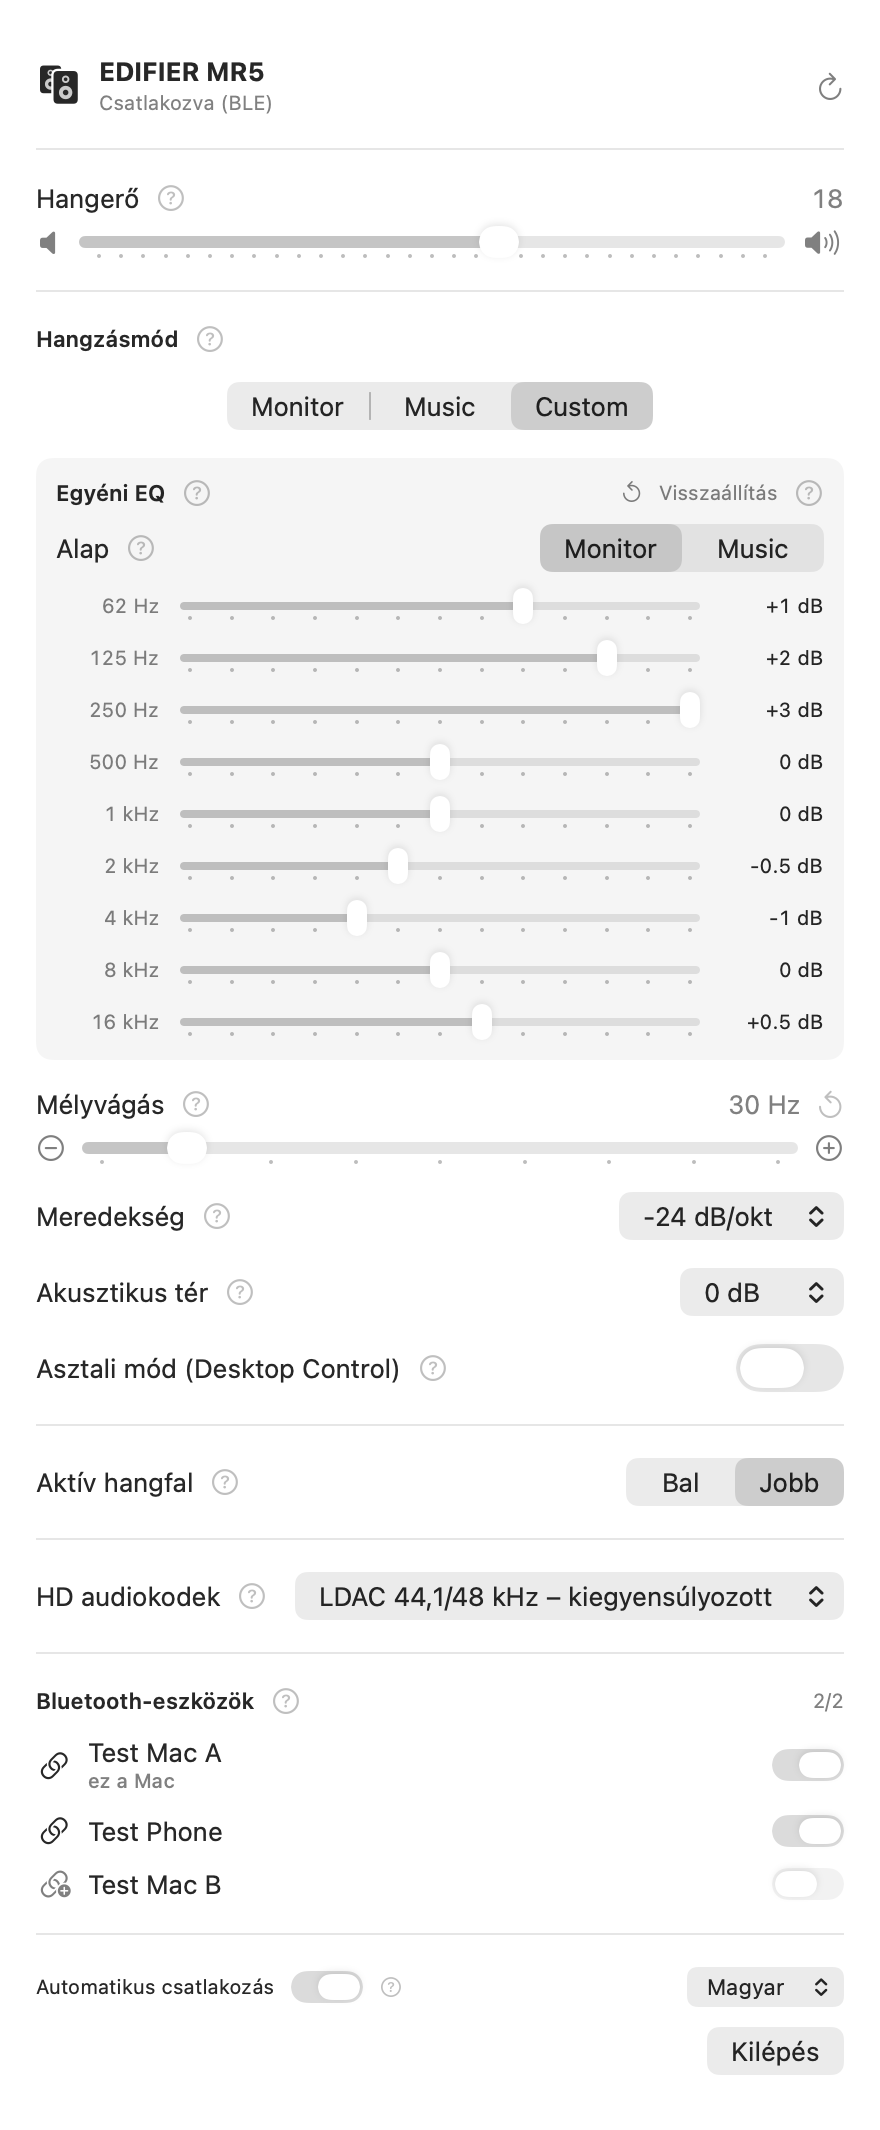 EDIFIER MR5
Csatlakozva (BLE)
Hangerő ? 18
Hangzásmód ?
Monitor Music Custom
Egyéni EQ ? Visszaállítás ?
Alap ? Monitor Music
62 Hz +1 dB
125 Hz +2 dB
250 Hz +3 dB
500 Hz 0 dB
1 kHz 0 dB
2 kHz -0.5 dB
4 kHz -1 dB
8 kHz 0 dB
16 kHz +0.5 dB
Mélyvágás ? 30 Hz
Meredekség ? -24 dB/okt
Akusztikus tér ? 0 dB
Asztali mód (Desktop Control) ?
Aktív hangfal ? Bal Jobb
HD audiokodek ? LDAC 44,1/48 kHz – kiegyensúlyozott
Bluetooth-eszközök ? 2/2
Test Mac A
ez a Mac
Test Phone
Test Mac B
Automatikus csatlakozás ? Magyar
Kilépés